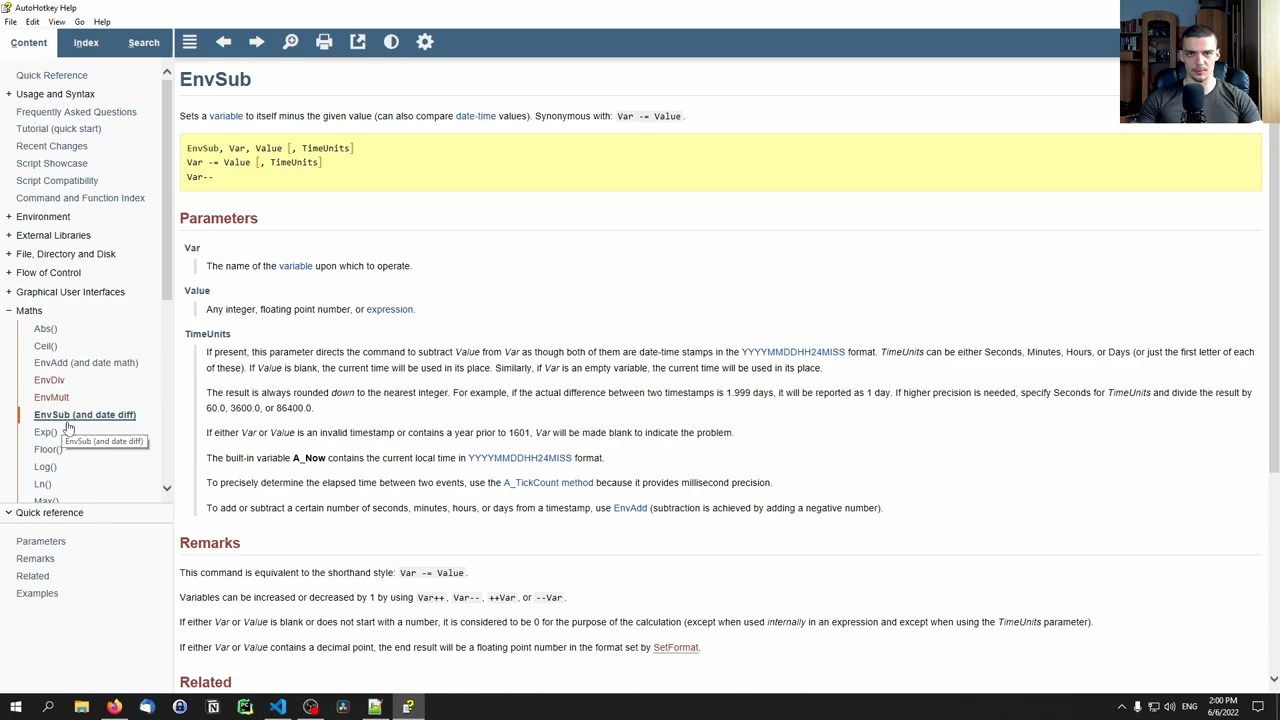 AutoHotkey Help
File Edit View Go Help
Content Index Search
Quick Reference
+ Usage and Syntax
Frequently Asked Questions
Tutorial (quick start)
Recent Changes
Script Showcase
Script Compatibility
Command and Function Index
+ Environment
+ External Libraries
+ File, Directory and Disk
+ Flow of Control
+ Graphical User Interfaces
− Maths
Abs()
Ceil()
EnvAdd (and date math)
EnvDiv
EnvMult
EnvSub (and date diff)
Exp()
EnvSub (and date diff)
Floor()
Log()
Ln()
Max()
Quick reference
Parameters
Remarks
Related
Examples
EnvSub
Sets a variable to itself minus the given value (can also compare date-time values). Synonymous with: Var -= Value.
EnvSub, Var, Value [, TimeUnits]
Var -= Value [, TimeUnits]
Var--
Parameters
Var
The name of the variable upon which to operate.
Value
Any integer, floating point number, or expression.
TimeUnits
If present, this parameter directs the command to subtract Value from Var as though both of them are date-time stamps in the YYYYMMDDHH24MISS format. TimeUnits can be either Seconds, Minutes, Hours, or Days (or just the first letter of each
of these). If Value is blank, the current time will be used in its place. Similarly, if Var is an empty variable, the current time will be used in its place.
The result is always rounded down to the nearest integer. For example, if the actual difference between two timestamps is 1.999 days, it will be reported as 1 day. If higher precision is needed, specify Seconds for TimeUnits and divide the result by
60.0, 3600.0, or 86400.0.
If either Var or Value is an invalid timestamp or contains a year prior to 1601, Var will be made blank to indicate the problem.
The built-in variable A_Now contains the current local time in YYYYMMDDHH24MISS format.
To precisely determine the elapsed time between two events, use the A_TickCount method because it provides millisecond precision.
To add or subtract a certain number of seconds, minutes, hours, or days from a timestamp, use EnvAdd (subtraction is achieved by adding a negative number).
Remarks
This command is equivalent to the shorthand style: Var -= Value.
Variables can be increased or decreased by 1 by using Var++, Var--, ++Var, or --Var.
If either Var or Value is blank or does not start with a number, it is considered to be 0 for the purpose of the calculation (except when used internally in an expression and except when using the TimeUnits parameter).
If either Var or Value contains a decimal point, the end result will be a floating point number in the format set by SetFormat.
Related
2:00 PM
6/6/2022